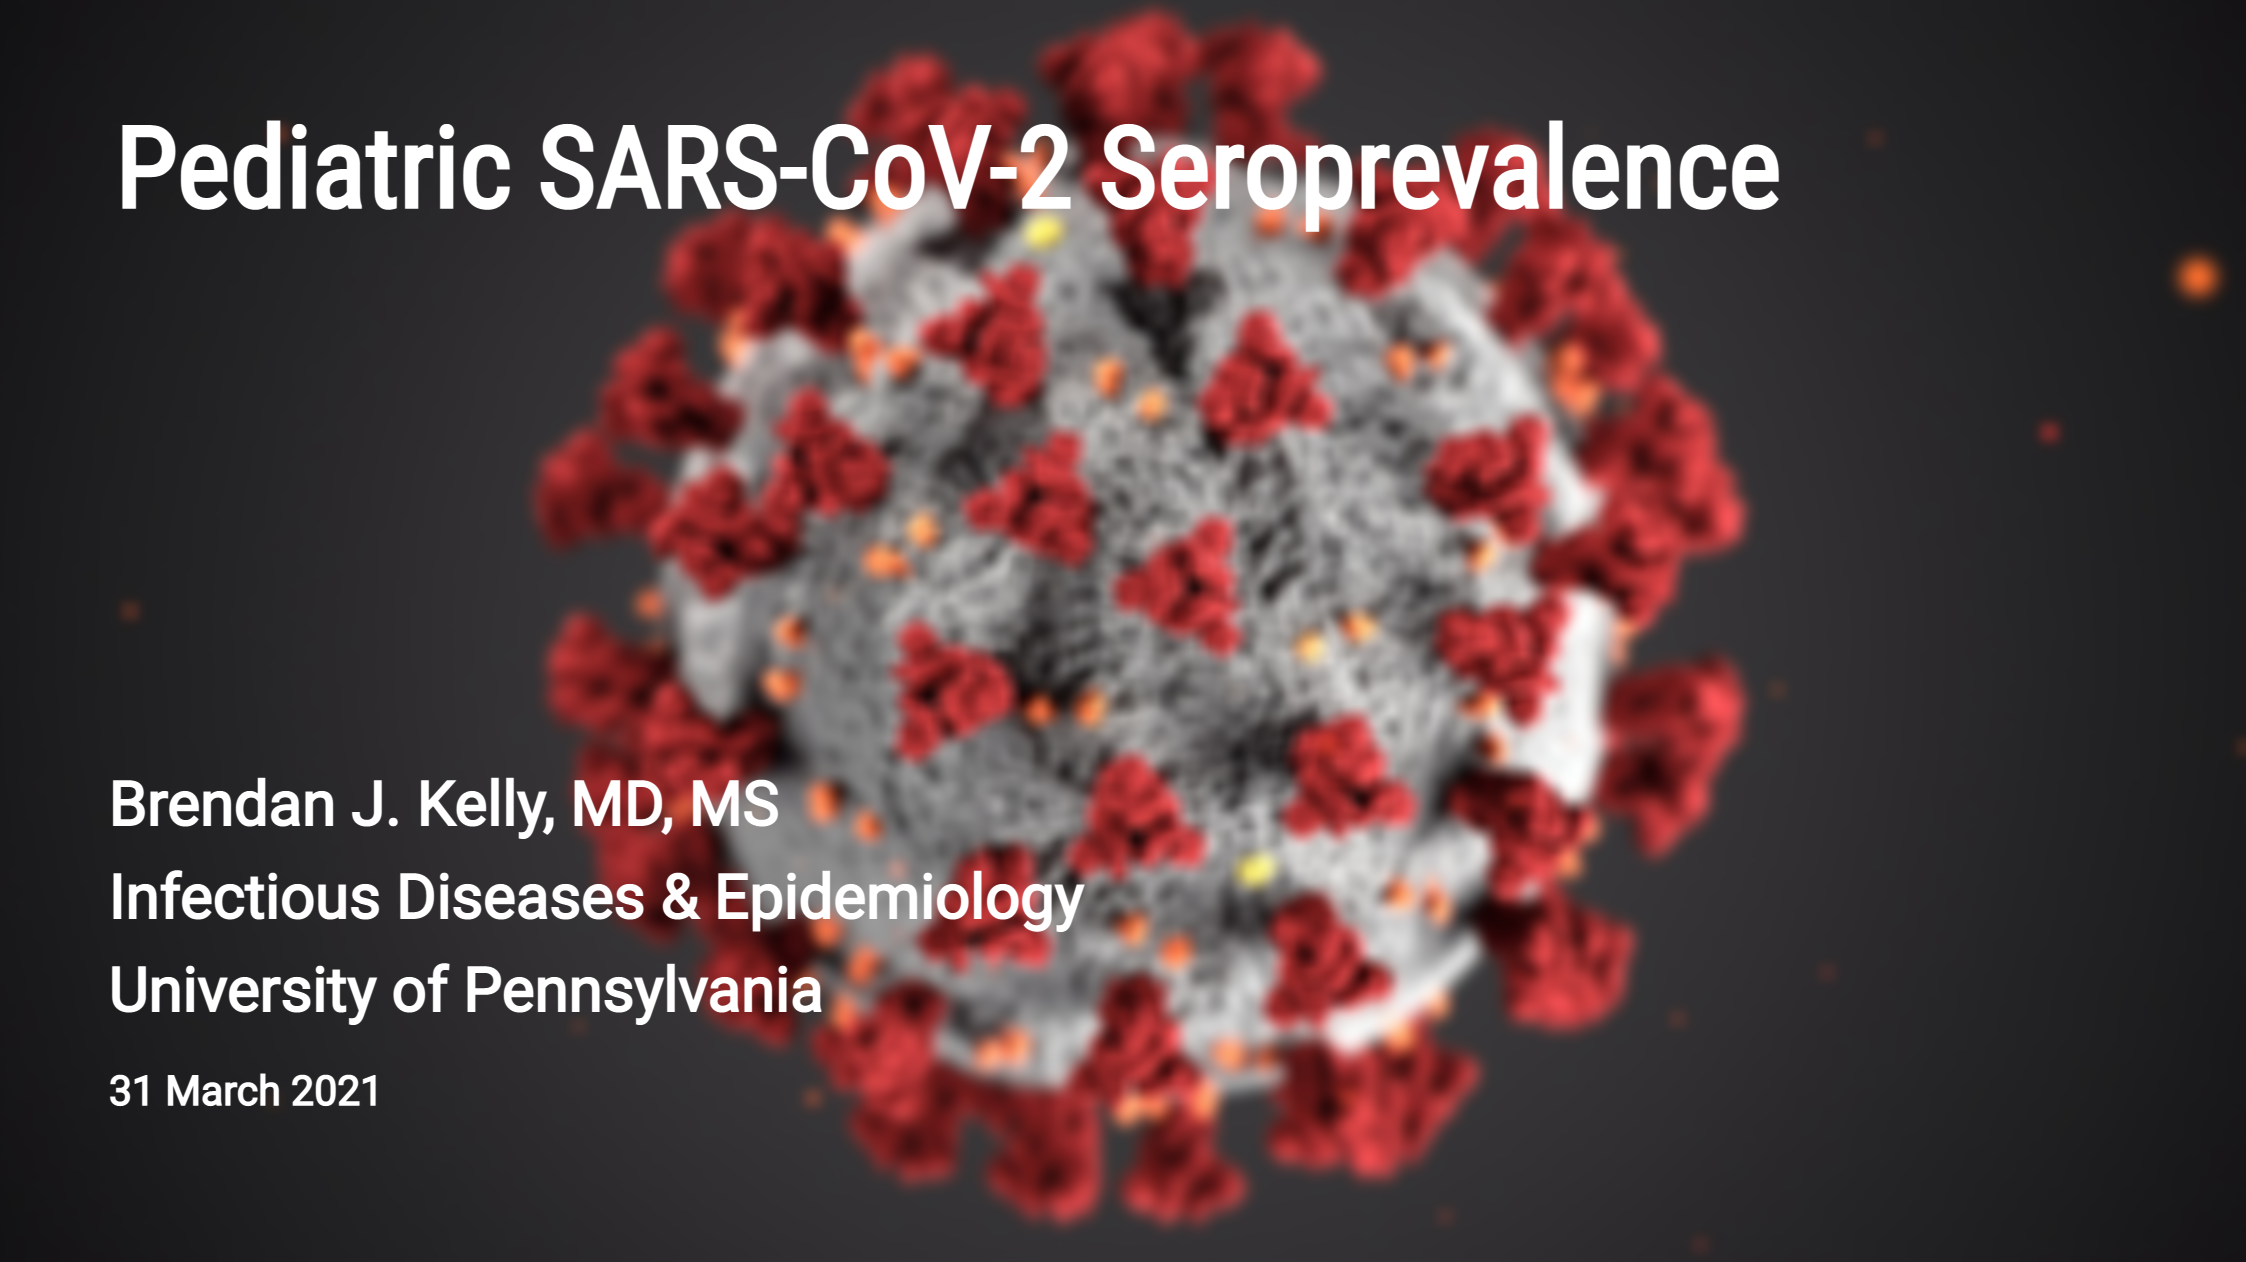 Pediatric SARS-CoV-2 Seroprevalence
Brendan J. Kelly, MD, MS
Infectious Diseases & Epidemiology
University of Pennsylvania
31 March 2021